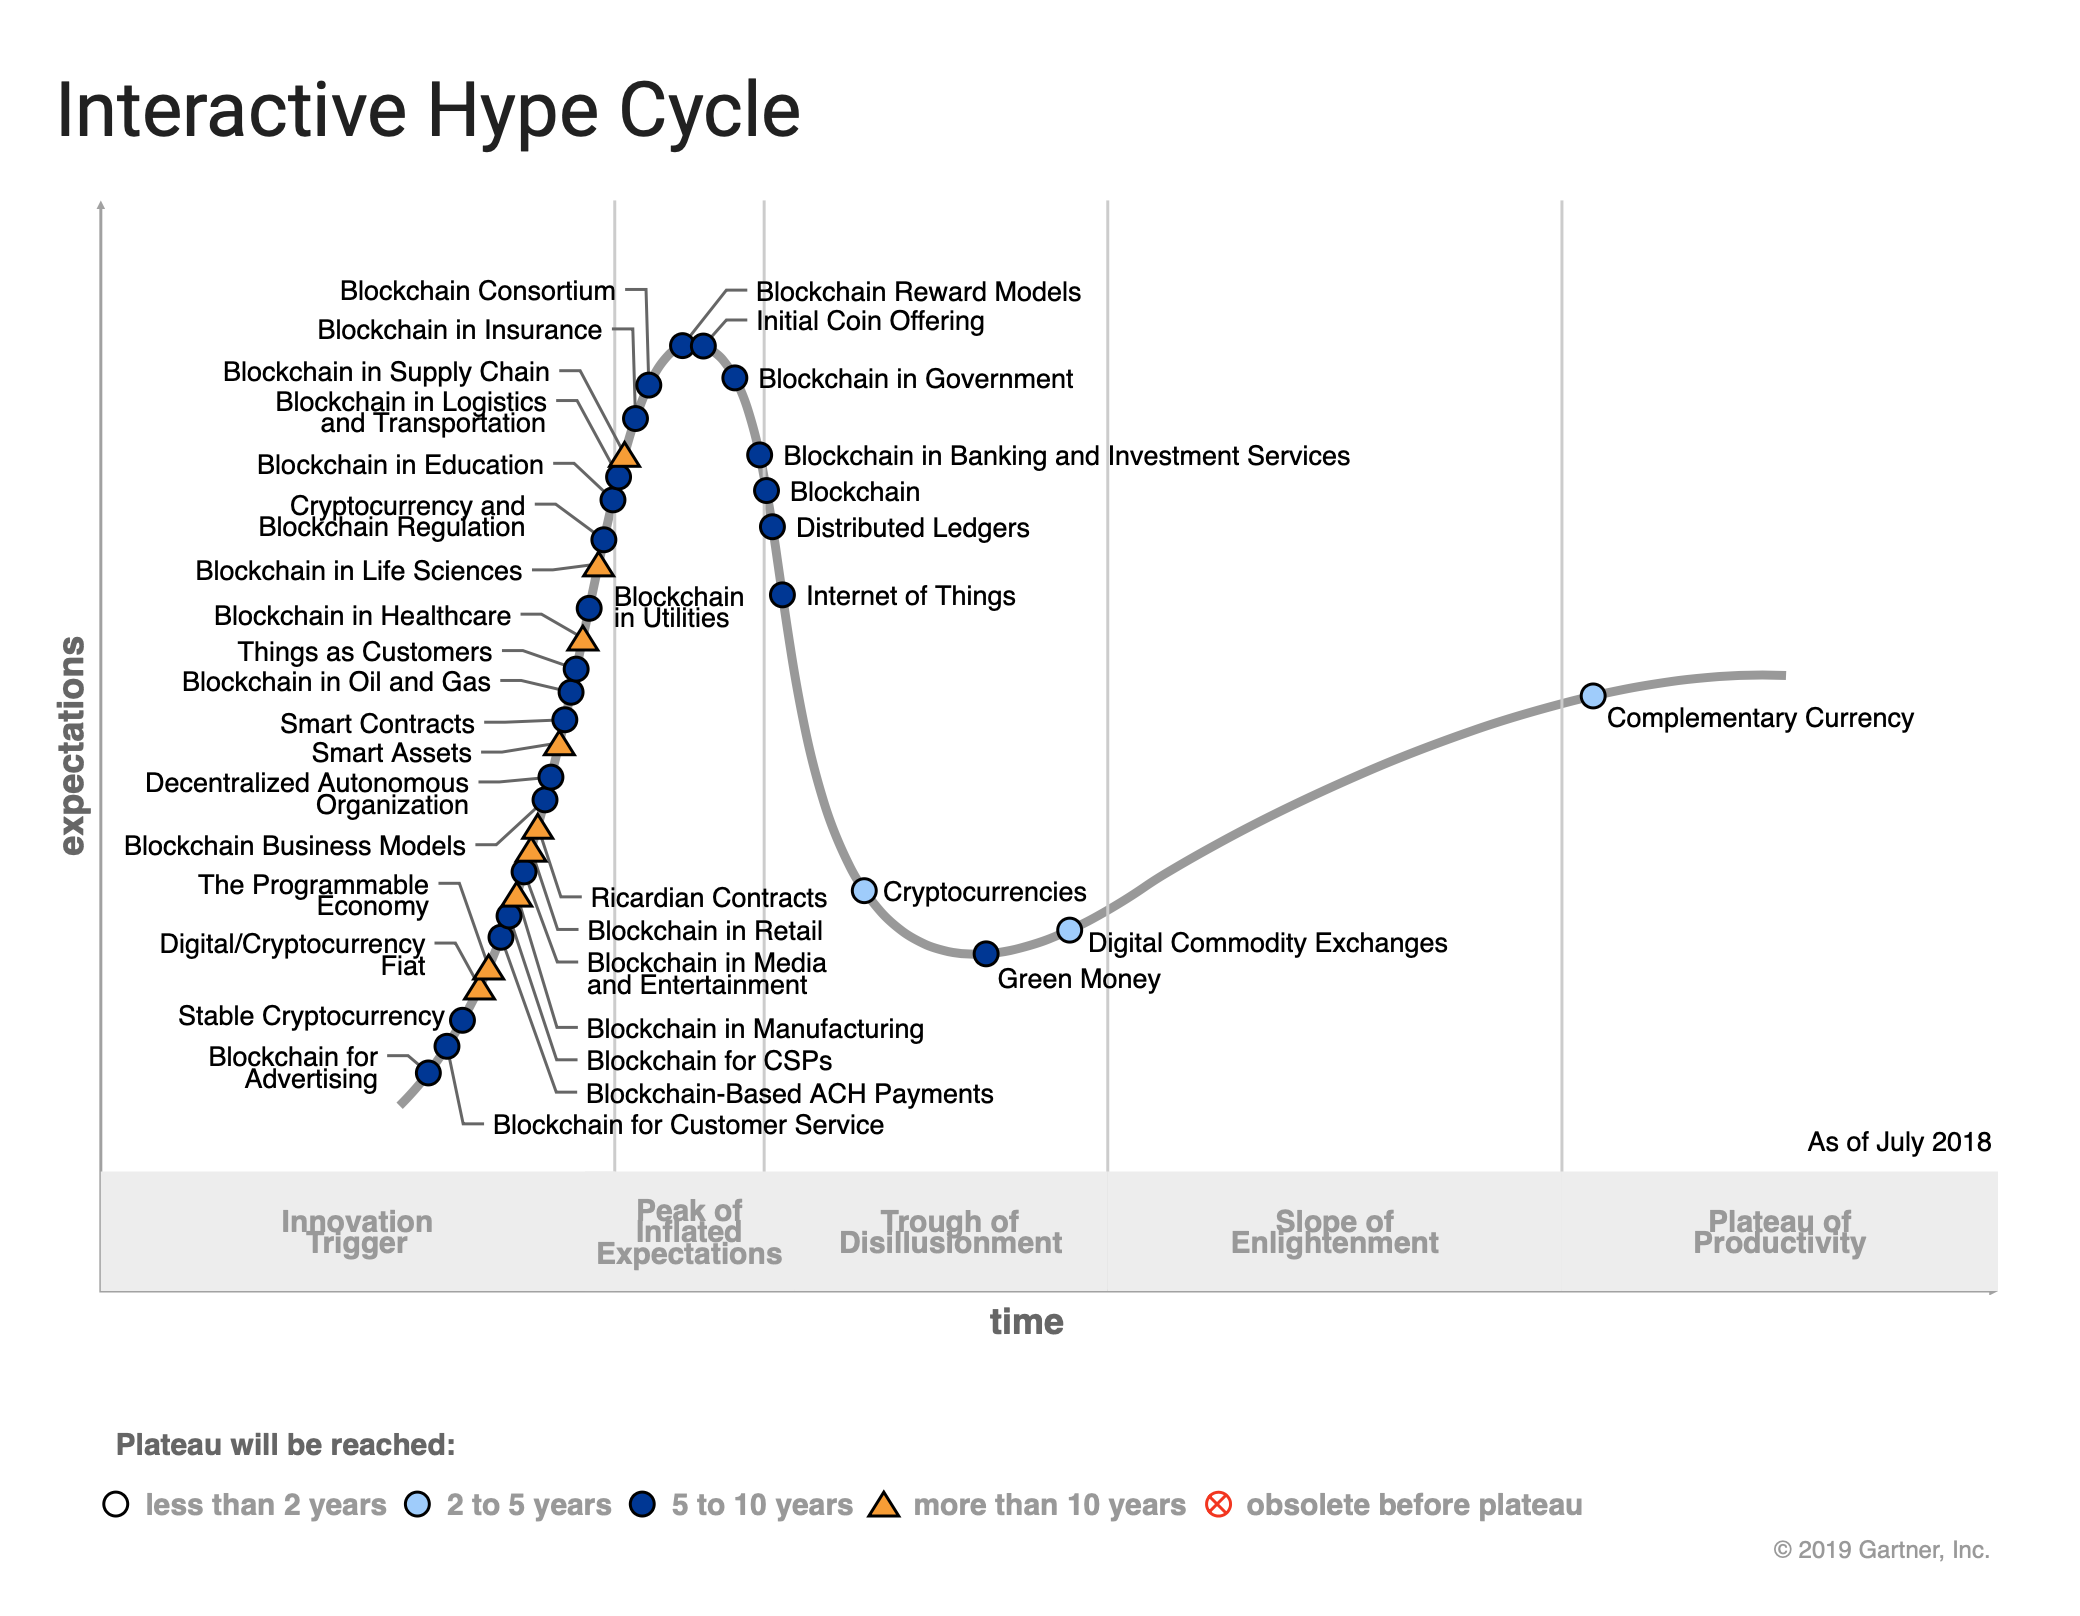 Interactive Hype Cycle
expectations
Blockchain Consortium
Blockchain in Insurance
Blockchain in Supply Chain
Blockchain in Logistics
and Transportation
Blockchain in Education
Cryptocurrency and
Blockchain Regulation
Blockchain in Life Sciences
Blockchain in Healthcare
Things as Customers
Blockchain in Oil and Gas
Smart Contracts
Smart Assets
Decentralized Autonomous
Organization
Blockchain Business Models
The Programmable
Economy
Digital/Cryptocurrency
Fiat
Stable Cryptocurrency
Blockchain for
Advertising
Blockchain
in Utilities
Ricardian Contracts
Blockchain in Retail
Blockchain in Media
and Entertainment
Blockchain in Manufacturing
Blockchain for CSPs
Blockchain-Based ACH Payments
Blockchain for Customer Service
Blockchain Reward Models
Initial Coin Offering
Blockchain in Government
Blockchain in Banking and Investment Services
Blockchain
Distributed Ledgers
Internet of Things
Cryptocurrencies
Green Money
Digital Commodity Exchanges
Complementary Currency
As of July 2018
Innovation
Trigger
Peak of
Inflated
Expectations
Trough of
Disillusionment
Slope of
Enlightenment
Plateau of
Productivity
time
Plateau will be reached:
less than 2 years 2 to 5 years 5 to 10 years more than 10 years obsolete before plateau
© 2019 Gartner, Inc.